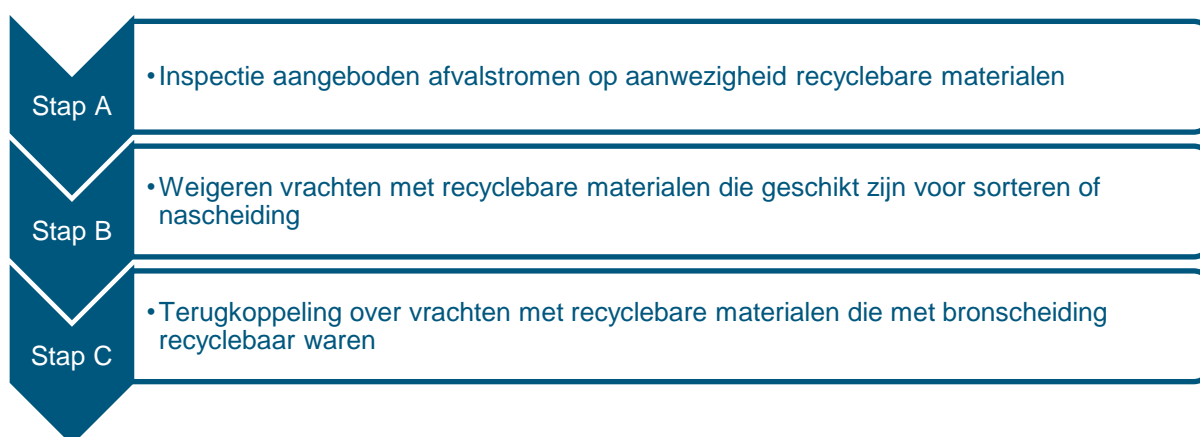 Stap A
•Inspectie aangeboden afvalstromen op aanwezigheid recyclebare materialen
Stap B
•Weigeren vrachten met recyclebare materialen die geschikt zijn voor sorteren of
nascheiding
Stap C
•Terugkoppeling over vrachten met recyclebare materialen die met bronscheiding
recyclebaar waren